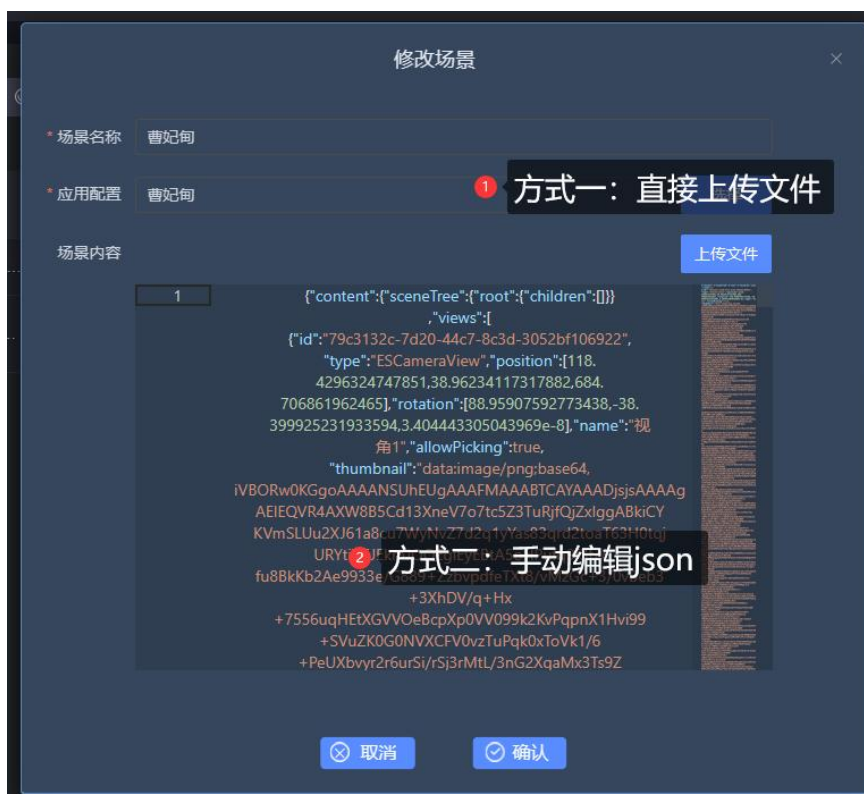 修改场景
* 场景名称
曹妃甸
* 应用配置
曹妃甸
1 方式一：直接上传文件
场景内容
上传文件
1
{"content":{"sceneTree":{"root":{"children":[]}}
,"views":[
{"id":"79c3132c-7d20-44c7-8c3d-3052bf106922",
"type":"ESCameraView","position":[118.
4296324747851,38.96234117317882,684.
706861962465],"rotation":[88.95907592773438,-38.
399925231933594,3.404443305043969e-8],"name":"视
角1","allowPicking":true,
"thumbnail":"data:image/png;base64,
iVBORw0KGgoAAAANSUhEUgAAAFMAAABTCAYAAADjsjsAAAAg
AElEQVR4AXW8B5Cd13XneV7o7tc5Z3TuRjfQjZxIggABkiCY
KVmSLUu2XJ61a8cu7WyNvZ7d2q1yYas83qrd2toaT63H0tqj
2 方式二：手动编辑json
+3XhDV/q+Hx
+7556uqHEtXGVVOeBcpXp0VV099k2KvPqpnX1Hvi99
+SVuZK0G0NVXCFV0vzTuPqk0xToVk1/6
+PeUXbvyr2r6urSi/rSj3rMtL/3nG2XqaMx3Ts9Z
取消
确认